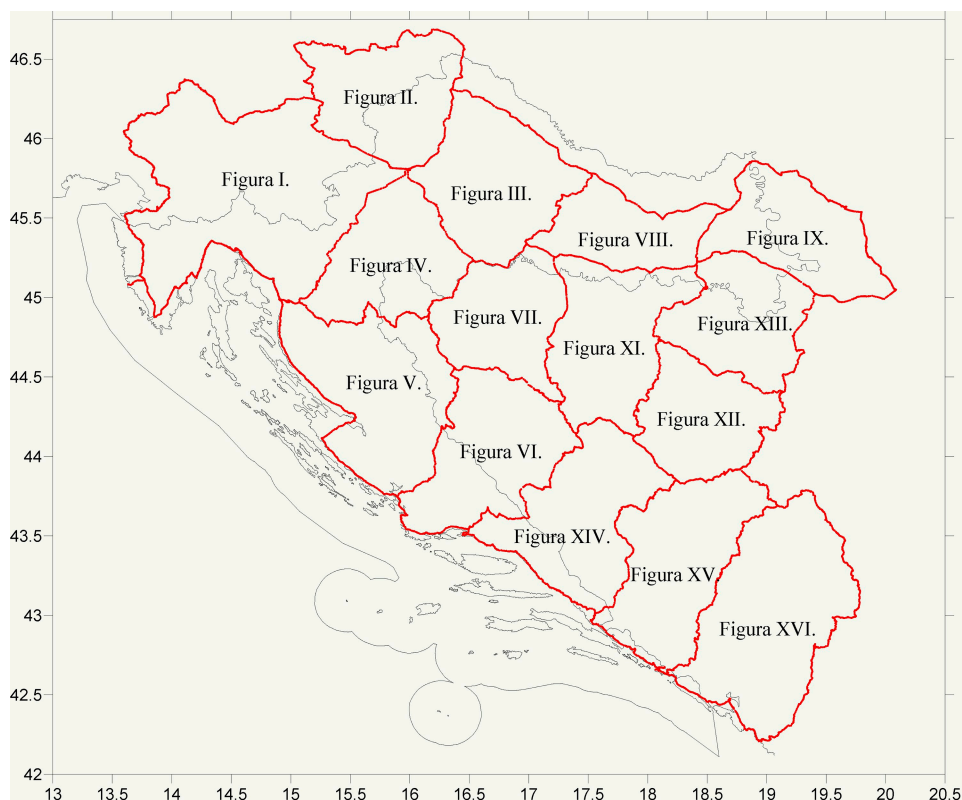 46.5
46
45.5
45
44.5
44
43.5
43
42.5
42
Figura II.
Figura I.
Figura III.
Figura VIII.
Figura IX.
Figura IV.
Figura VII.
Figura XIII.
Figura XI.
Figura V.
Figura XII.
Figura VI.
Figura XIV.
Figura XV.
Figura XVI.
13 13.5 14 14.5 15 15.5 16 16.5 17 17.5 18 18.5 19 19.5 20 20.5